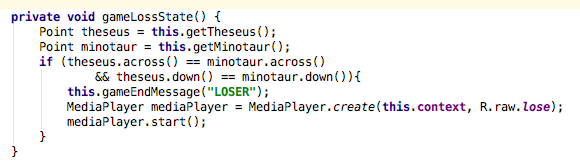 private void gameLossState() {
    Point theseus = this.getTheseus();
    Point minotaur = this.getMinotaur();
    if (theseus.across() == minotaur.across()
            && theseus.down() == minotaur.down()){
        this.gameEndMessage("LOSER");
        MediaPlayer mediaPlayer = MediaPlayer.create(this.context, R.raw.lose);
        mediaPlayer.start();
    }
}